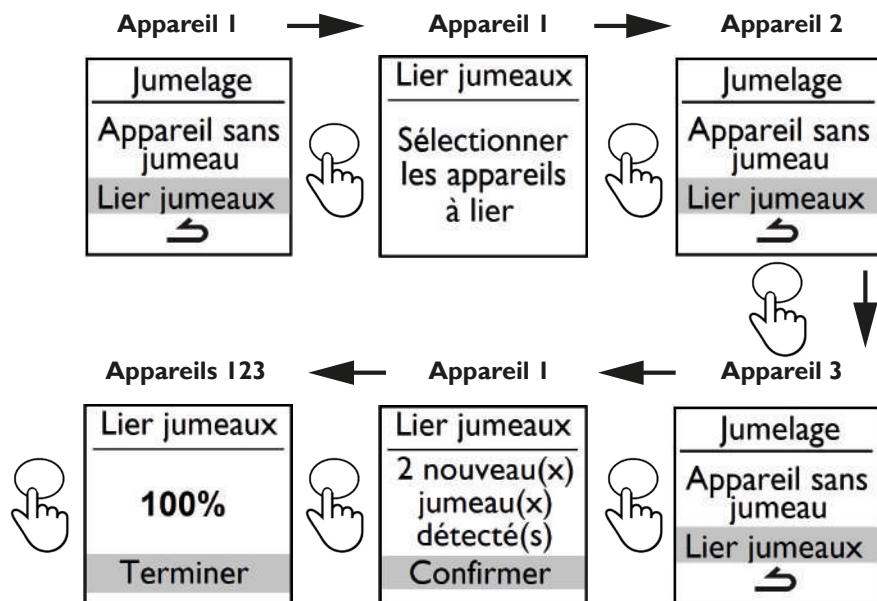 Appareil 1
Jumelage
Appareil sans
jumeau
Lier jumeaux
Appareil 1
Lier jumeaux
Sélectionner
les appareils
à lier
Appareil 2
Jumelage
Appareil sans
jumeau
Lier jumeaux
Appareil 3
Jumelage
Appareil sans
jumeau
Lier jumeaux
Appareil 1
Lier jumeaux
2 nouveau(x)
jumeau(x)
détecté(s)
Confirmer
Appareils 123
Lier jumeaux
100%
Terminer